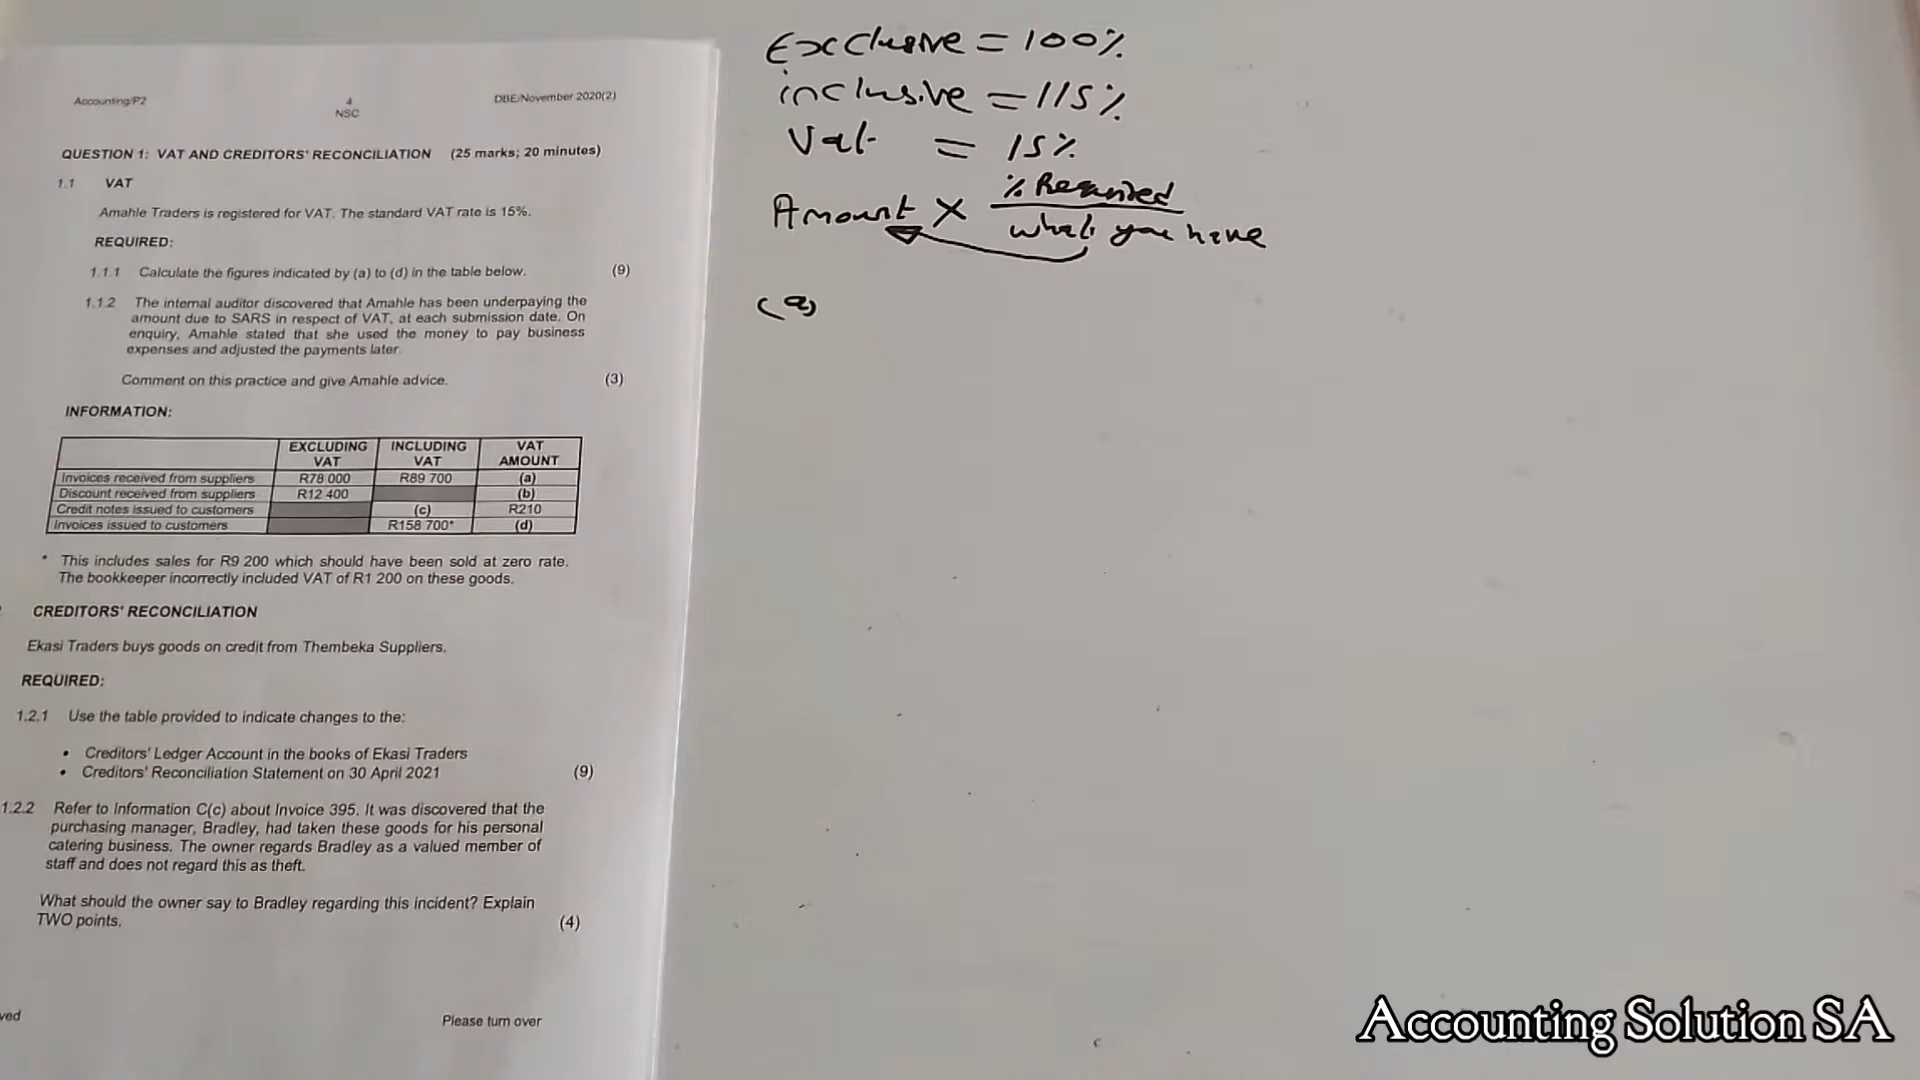 Accounting/P2
4
NSC
DBE/November 2020(2)
QUESTION 1: VAT AND CREDITORS' RECONCILIATION (25 marks; 20 minutes)
1.1 VAT
Amahle Traders is registered for VAT. The standard VAT rate is 15%.
REQUIRED:
1.1.1 Calculate the figures indicated by (a) to (d) in the table below. (9)
1.1.2 The internal auditor discovered that Amahle has been underpaying the
amount due to SARS in respect of VAT, at each submission date. On
enquiry, Amahle stated that she used the money to pay business
expenses and adjusted the payments later.
Comment on this practice and give Amahle advice. (3)
INFORMATION:
EXCLUDING VAT INCLUDING VAT VAT AMOUNT
Invoices received from suppliers R78 000 R89 700 (a)
Discount received from suppliers R12 400 (b)
Credit notes issued to customers (c) R210
Invoices issued to customers R158 700* (d)
* This includes sales for R9 200 which should have been sold at zero rate.
The bookkeeper incorrectly included VAT of R1 200 on these goods.
CREDITORS' RECONCILIATION
Ekasi Traders buys goods on credit from Thembeka Suppliers.
REQUIRED:
1.2.1 Use the table provided to indicate changes to the:
• Creditors' Ledger Account in the books of Ekasi Traders
• Creditors' Reconciliation Statement on 30 April 2021 (9)
1.2.2 Refer to Information C(c) about Invoice 395. It was discovered that the
purchasing manager, Bradley, had taken these goods for his personal
catering business. The owner regards Bradley as a valued member of
staff and does not regard this as theft.
What should the owner say to Bradley regarding this incident? Explain
TWO points. (4)
ved
Please turn over
Excclusive = 100%
inclusive = 115%
Vat = 15%
% Required
Amount X
what you have
(a)
Accounting Solution SA